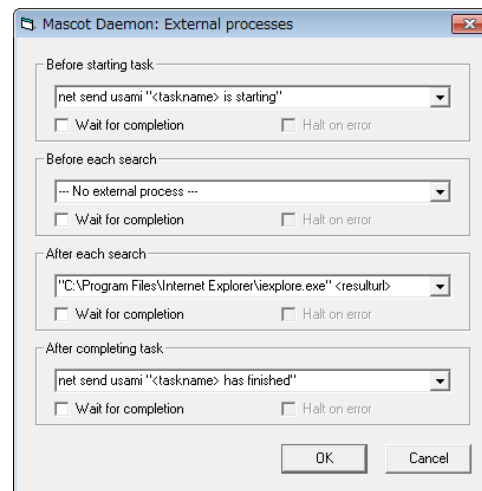 Mascot Daemon: External processes
Before starting task
net send usami "<taskname> is starting"
Wait for completion Halt on error
Before each search
--- No external process ---
Wait for completion Halt on error
After each search
"C:\Program Files\Internet Explorer\iexplore.exe" <resulturl>
Wait for completion Halt on error
After completing task
net send usami "<taskname> has finished"
Wait for completion Halt on error
OK Cancel